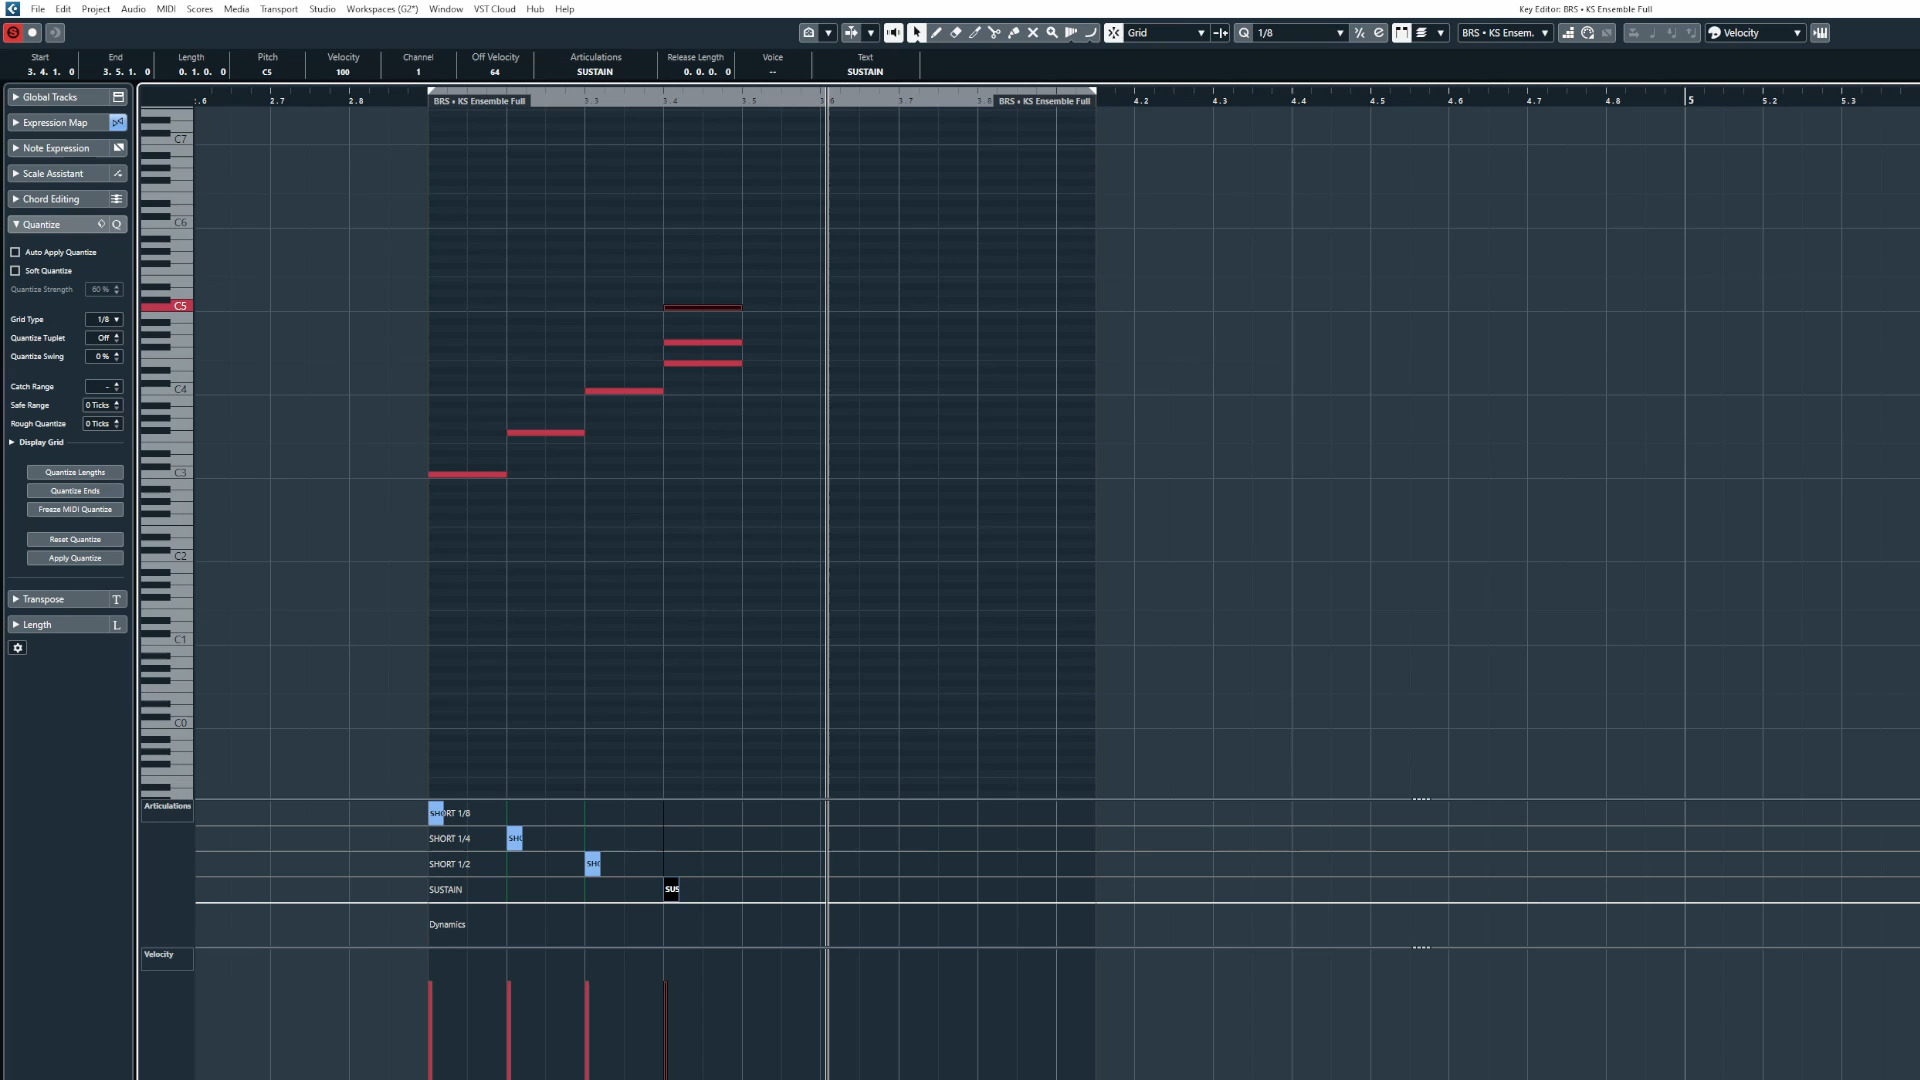 File Edit Project Audio MIDI Scores Media Transport Studio Workspaces (G2*) Window VST Cloud Hub Help
Key Editor: BRS • KS Ensemble Full
S
Grid Q 1/8 BRS • KS Ensem. Velocity
Start End Length Pitch Velocity Channel Off Velocity Articulations Release Length Voice Text
3. 4. 1. 0 3. 5. 1. 0 0. 1. 0. 0 C5 100 1 64 SUSTAIN 0. 0. 0. 0 -- SUSTAIN
Global Tracks
Expression Map
Note Expression
Scale Assistant
Chord Editing
Quantize Q
Auto Apply Quantize
Soft Quantize
Quantize Strength 60 %
Grid Type 1/8
Quantize Tuplet Off
Quantize Swing 0 %
Catch Range -
Safe Range 0 Ticks
Rough Quantize 0 Ticks
Display Grid
Quantize Lengths
Quantize Ends
Freeze MIDI Quantize
Reset Quantize
Apply Quantize
Transpose T
Length L
2.7 2.8 BRS • KS Ensemble Full 3.3 3.4 3.5 3.7 3.8 BRS • KS Ensemble Full 4.2 4.3 4.4 4.5 4.6 4.7 4.8 5 5.2 5.3
C7
C6
C5
C4
C3
C2
C1
C0
Articulations
SHORT 1/8
SHORT 1/4
SHO
SHORT 1/2
SHO
SUSTAIN
SUS
Dynamics
Velocity